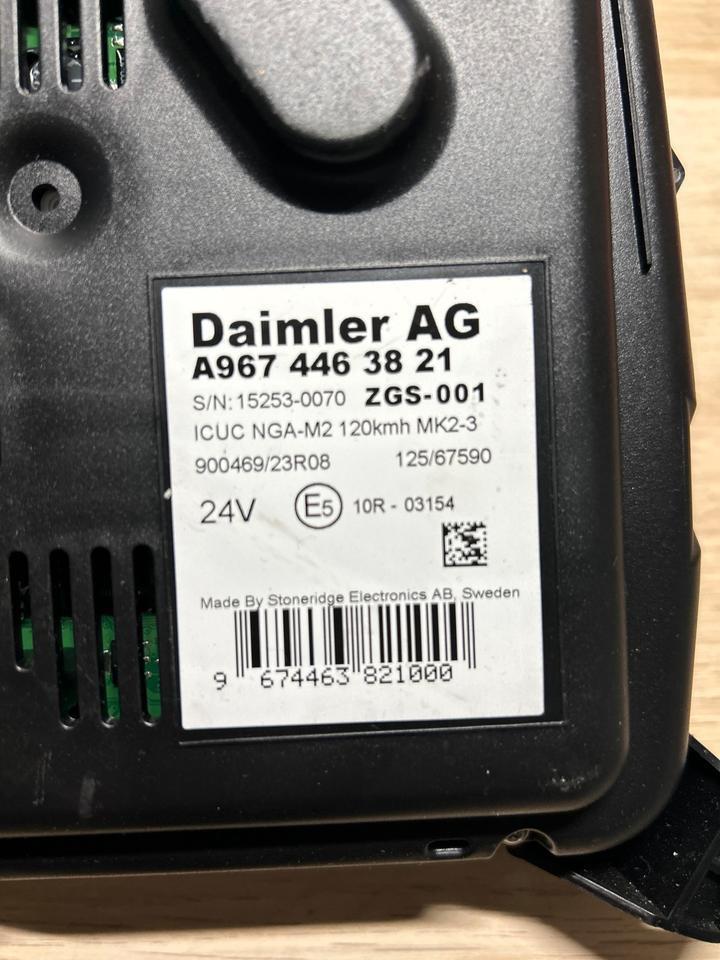 Daimler AG
A967 446 38 21
S/N: 15253-0070 ZGS-001
ICUC NGA-M2 120kmh MK2-3
900469/23R08 125/67590
24V E5 10R - 03154
Made By Stoneridge Electronics AB, Sweden
9 674463 821000